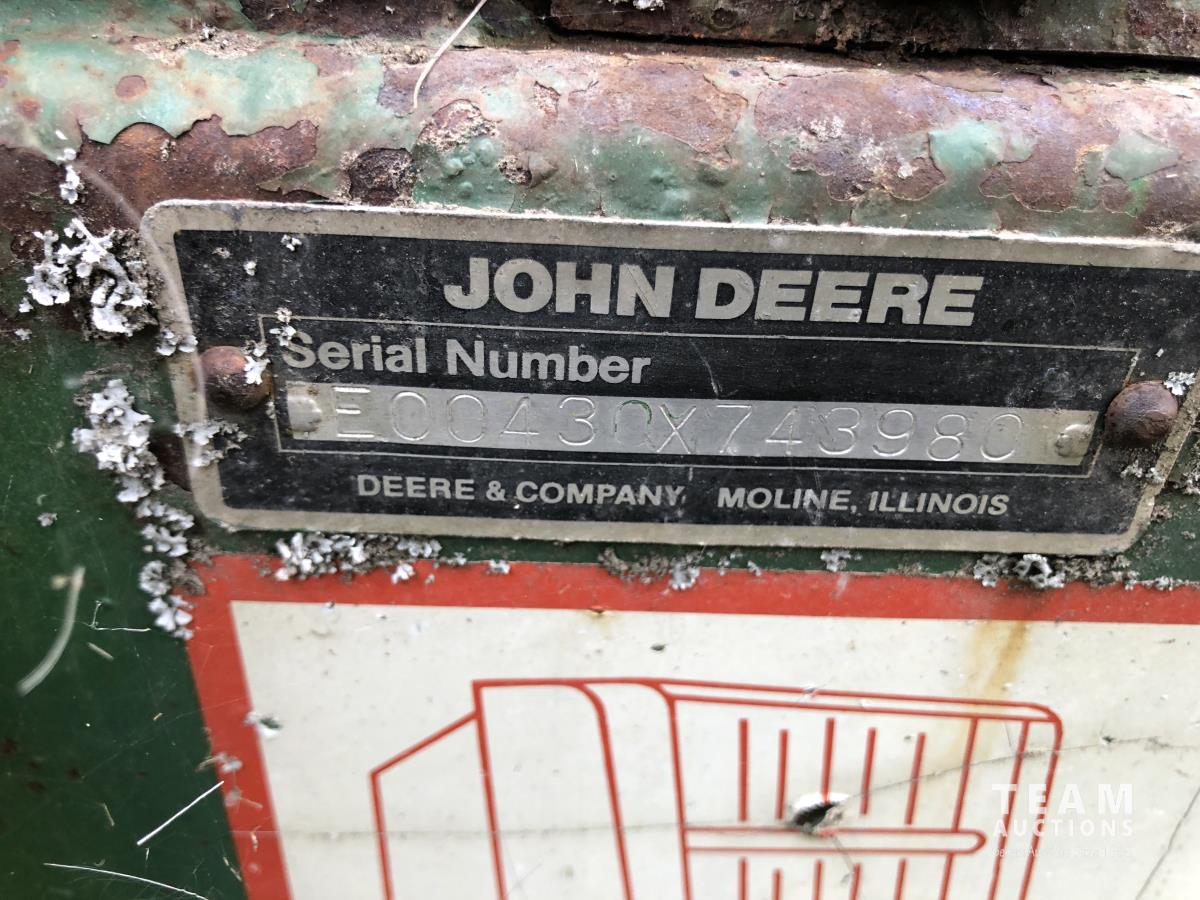 JOHN DEERE
Serial Number
E00430X743980
DEERE & COMPANY MOLINE, ILLINOIS
TEAM
AUCTIONS